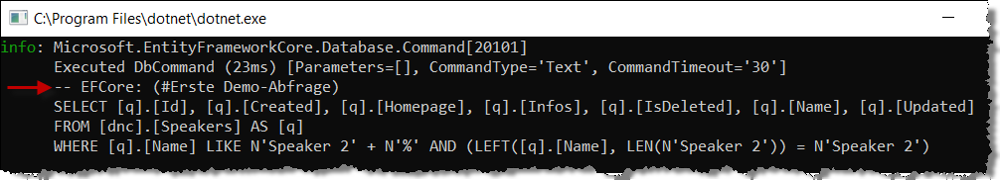 C:\Program Files\dotnet\dotnet.exe
info: Microsoft.EntityFrameworkCore.Database.Command[20101]
Executed DbCommand (23ms) [Parameters=[], CommandType='Text', CommandTimeout='30']
-- EFCore: (#Erste Demo-Abfrage)
SELECT [q].[Id], [q].[Created], [q].[Homepage], [q].[Infos], [q].[IsDeleted], [q].[Name], [q].[Updated]
FROM [dnc].[Speakers] AS [q]
WHERE [q].[Name] LIKE N'Speaker 2' + N'%' AND (LEFT([q].[Name], LEN(N'Speaker 2')) = N'Speaker 2')